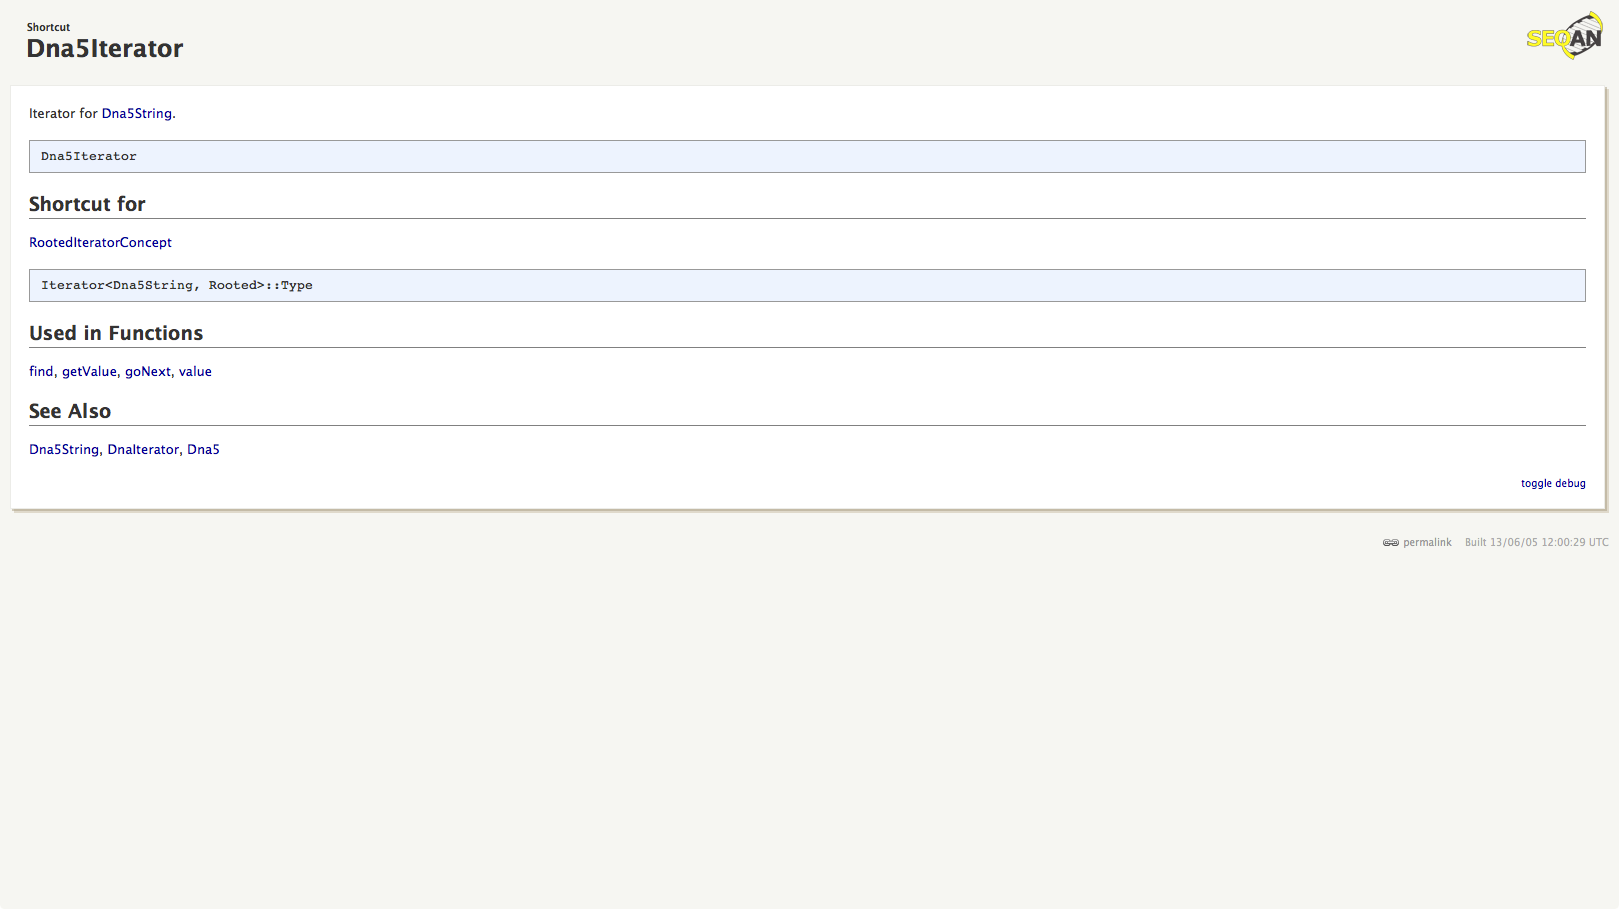 Shortcut
Dna5Iterator
SEQAN
Iterator for Dna5String.
Dna5Iterator
Shortcut for
RootedIteratorConcept
Iterator<Dna5String, Rooted>::Type
Used in Functions
find, getValue, goNext, value
See Also
Dna5String, DnaIterator, Dna5
toggle debug
permalink Built 13/06/05 12:00:29 UTC